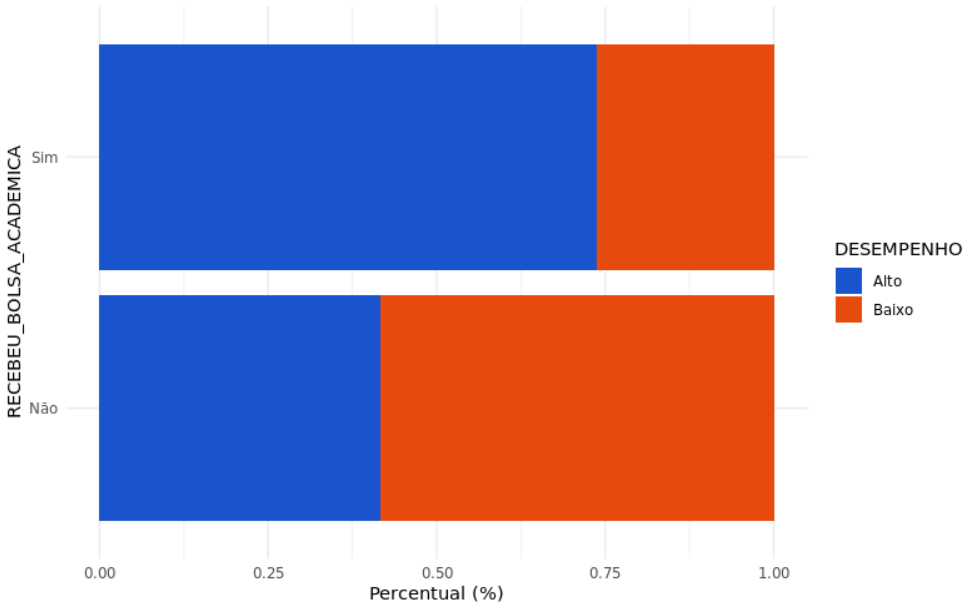 RECEBEU_BOLSA_ACADEMICA
Sim
Não
0.00
0.25
0.50
0.75
1.00
Percentual (%)
DESEMPENHO
Alto
Baixo